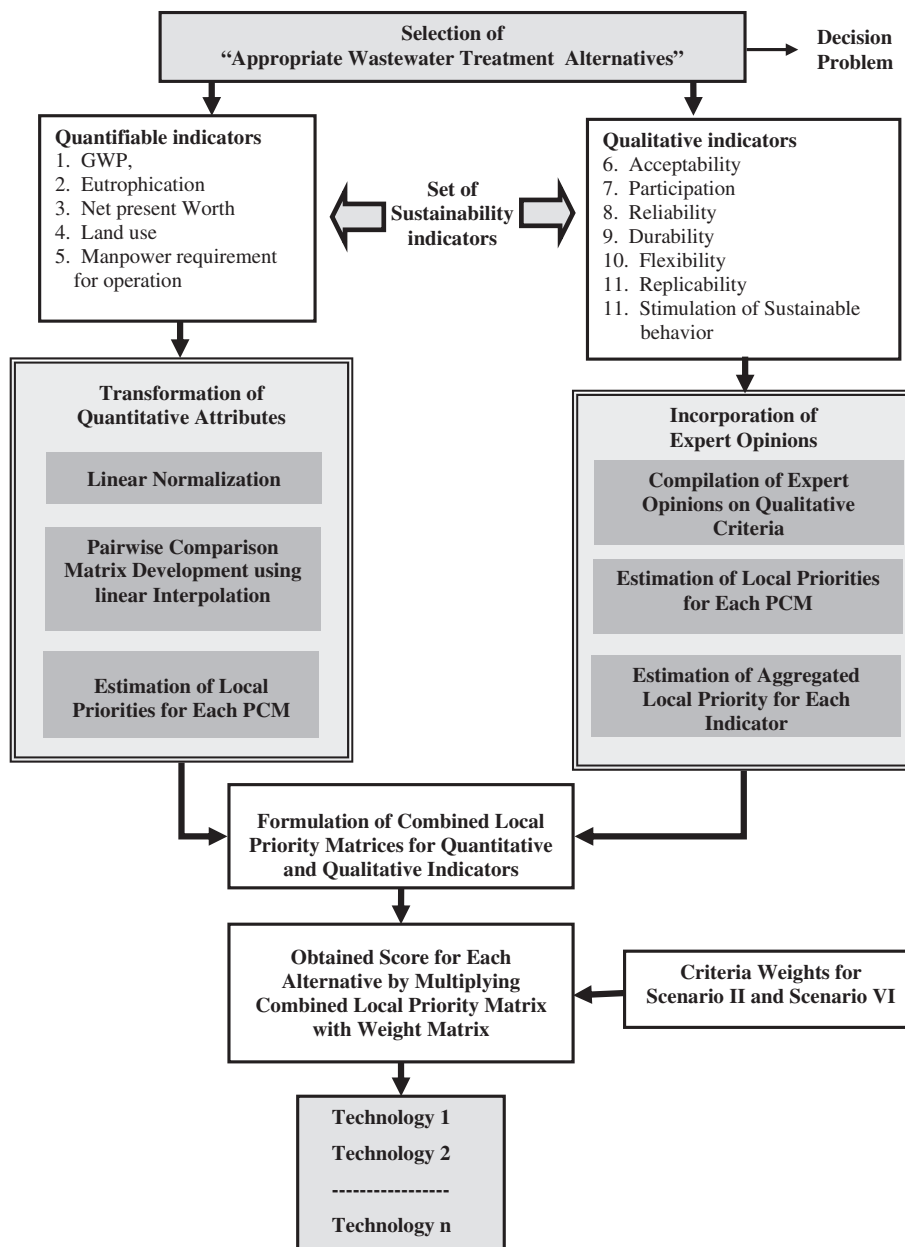 Selection of
“Appropriate Wastewater Treatment Alternatives”
Decision
Problem
Quantifiable indicators
1. GWP,
2. Eutrophication
3. Net present Worth
4. Land use
5. Manpower requirement
for operation
Set of
Sustainability
indicators
Qualitative indicators
6. Acceptability
7. Participation
8. Reliability
9. Durability
10. Flexibility
11. Replicability
11. Stimulation of Sustainable
behavior
Transformation of
Quantitative Attributes
Linear Normalization
Pairwise Comparison
Matrix Development using
linear Interpolation
Estimation of Local
Priorities for Each PCM
Incorporation of
Expert Opinions
Compilation of Expert
Opinions on Qualitative
Criteria
Estimation of Local Priorities
for Each PCM
Estimation of Aggregated
Local Priority for Each
Indicator
Formulation of Combined Local
Priority Matrices for Quantitative
and Qualitative Indicators
Obtained Score for Each
Alternative by Multiplying
Combined Local Priority Matrix
with Weight Matrix
Criteria Weights for
Scenario II and Scenario VI
Technology 1
Technology 2
-----------------
Technology n